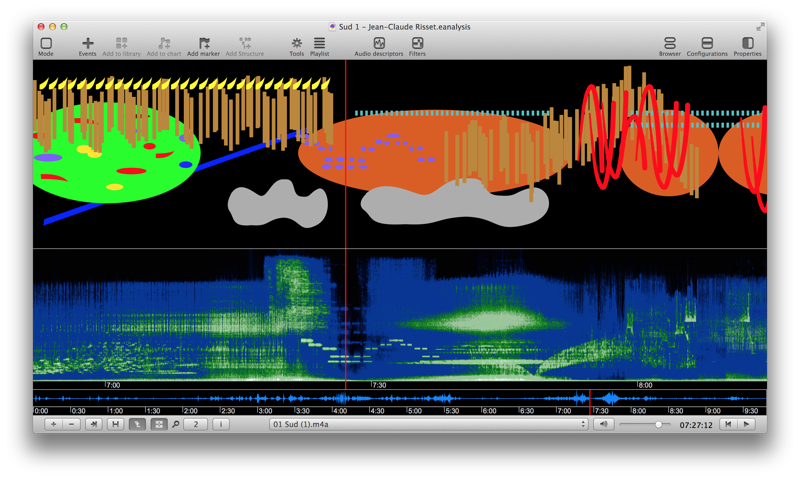 Sud 1 – Jean-Claude Risset.eanalysis
Mode Events Add to library Add to chart Add marker Add Structure Tools Playlist Audio descriptors Filters Browser Configurations Properties
7:00 7:30 8:00
0:00 0:30 1:00 1:30 2:00 2:30 3:00 3:30 4:00 4:30 5:00 5:30 6:00 6:30 7:00 7:30 8:00 8:30 9:00 9:30
2 i 01 Sud (1).m4a 07:27:12